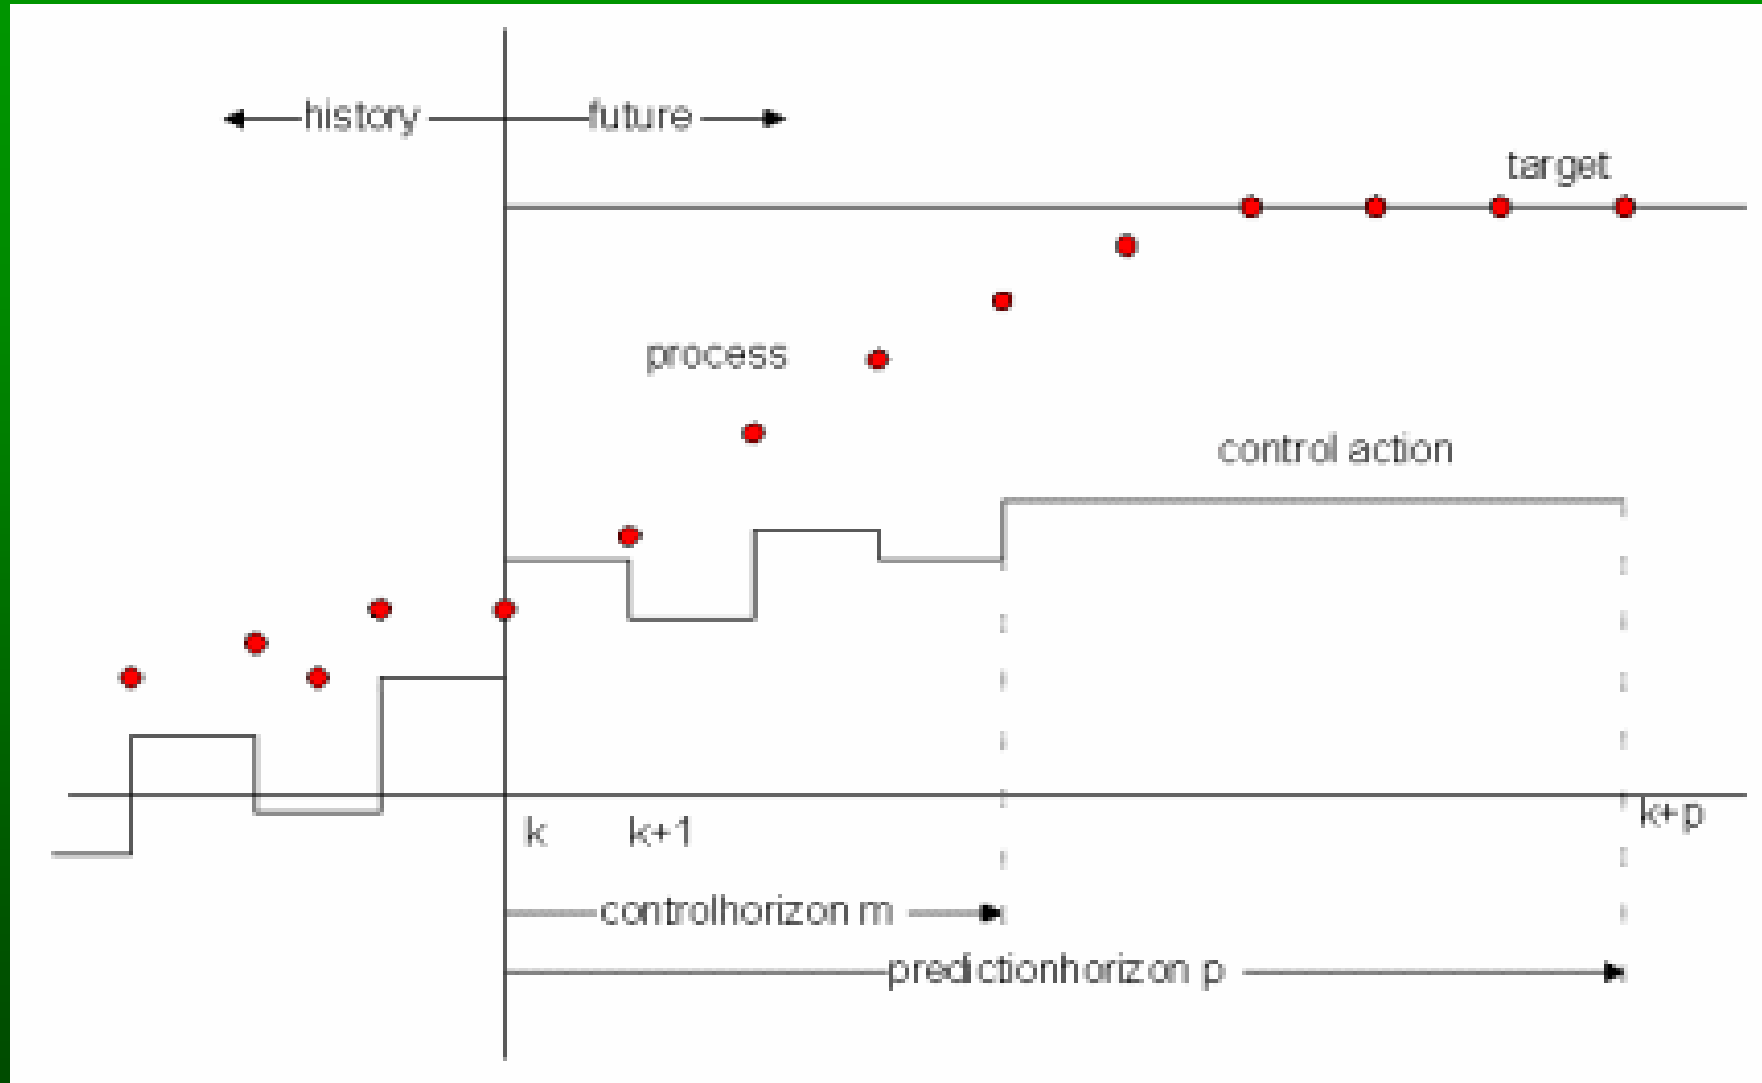 history future
target
process
control action
k k+1 k+p
controlhorizon m
predictionhorizon p